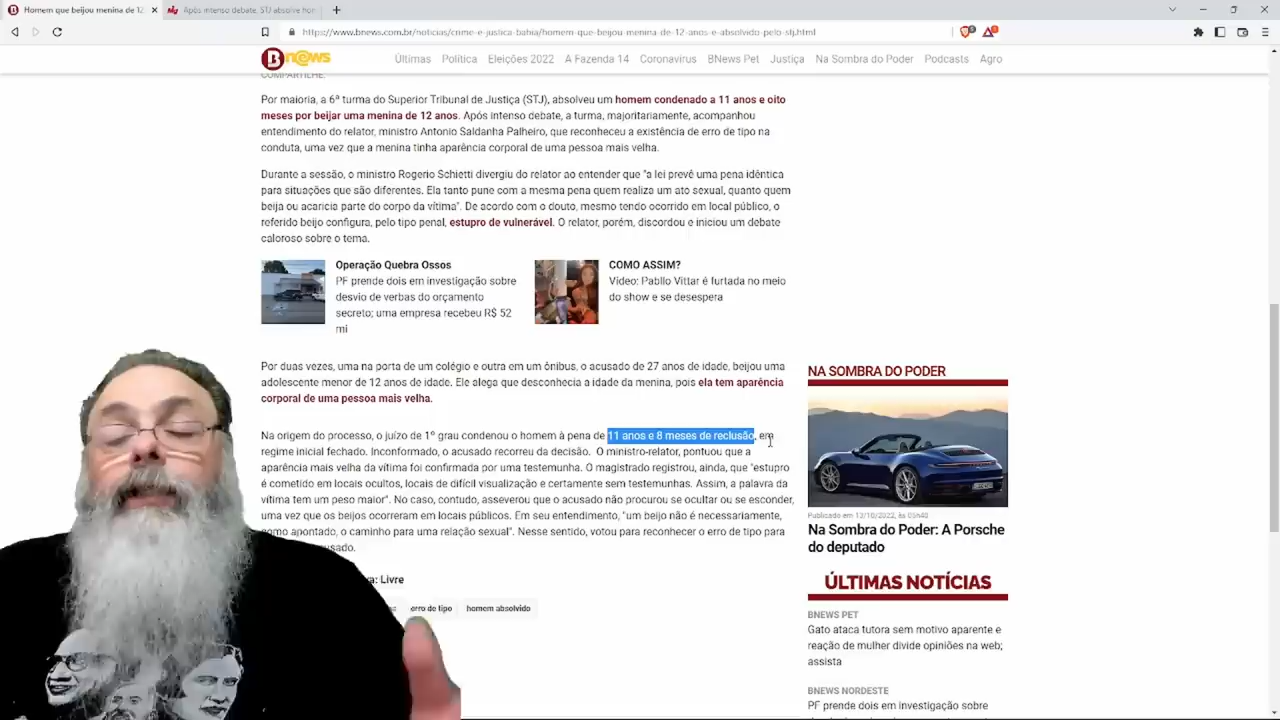 Homem que beijou menina de 12
Após intenso debate, STJ absolve hom
https://www.bnews.com.br/noticias/crime-e-justica-bahia/homem-que-beijou-menina-de-12-anos-e-absolvido-pelo-stj.html
Bnews
Últimas Política Eleições 2022 A Fazenda 14 Coronavírus BNews Pet Justiça Na Sombra do Poder Podcasts Agro
COMPARTILHE:
Por maioria, a 6ª turma do Superior Tribunal de Justiça (STJ), absolveu um homem condenado a 11 anos e oito
meses por beijar uma menina de 12 anos. Após intenso debate, a turma, majoritariamente, acompanhou
entendimento do relator, ministro Antonio Saldanha Palheiro, que reconheceu a existência de erro de tipo na
conduta, uma vez que a menina tinha aparência corporal de uma pessoa mais velha.
Durante a sessão, o ministro Rogerio Schietti divergiu do relator ao entender que "a lei prevê uma pena idêntica
para situações que são diferentes. Ela tanto pune com a mesma pena quem realiza um ato sexual, quanto quem
beija ou acaricia parte do corpo da vítima". De acordo com o douto, mesmo tendo ocorrido em local público, o
referido beijo configura, pelo tipo penal, estupro de vulnerável. O relator, porém, discordou e iniciou um debate
caloroso sobre o tema.
Operação Quebra Ossos
PF prende dois em investigação sobre
desvio de verbas do orçamento
secreto; uma empresa recebeu R$ 52
mi
COMO ASSIM?
Vídeo: Pabllo Vittar é furtada no meio
do show e se desespera
Por duas vezes, uma na porta de um colégio e outra em um ônibus, o acusado de 27 anos de idade, beijou uma
adolescente menor de 12 anos de idade. Ele alega que desconhecia a idade da menina, pois ela tem aparência
corporal de uma pessoa mais velha.
Na origem do processo, o juízo de 1º grau condenou o homem à pena de 11 anos e 8 meses de reclusão, em
regime inicial fechado. Inconformado, o acusado recorreu da decisão. O ministro-relator, pontuou que a
aparência mais velha da vítima foi confirmada por uma testemunha. O magistrado registrou, ainda, que "estupro
é cometido em locais ocultos, locais de difícil visualização e certamente sem testemunhas. Assim, a palavra da
vítima tem um peso maior". No caso, contudo, asseverou que o acusado não procurou se ocultar ou se esconder,
uma vez que os beijos ocorreram em locais públicos. Em seu entendimento, "um beijo não é necessariamente,
como apontado, o caminho para uma relação sexual". Nesse sentido, votou para reconhecer o erro de tipo para
usado.
Livre
erro de tipo homem absolvido
NA SOMBRA DO PODER
Publicado em 13/10/2022, às 05h40
Na Sombra do Poder: A Porsche
do deputado
ÚLTIMAS NOTÍCIAS
BNEWS PET
Gato ataca tutora sem motivo aparente e
reação de mulher divide opiniões na web;
assista
BNEWS NORDESTE
PF prende dois em investigação sobre